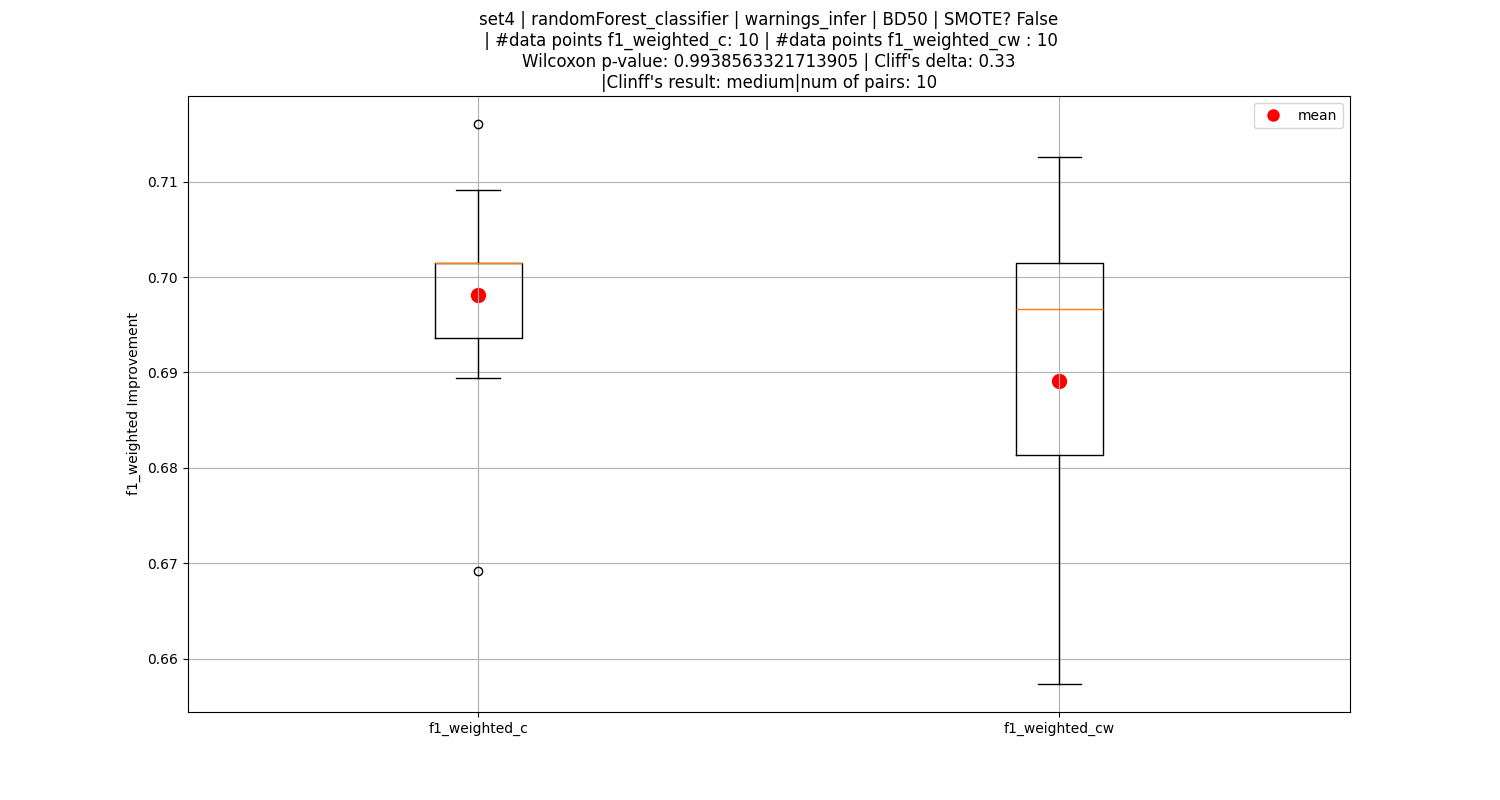 set4 | randomForest_classifier | warnings_infer | BD50 | SMOTE? False
| #data points f1_weighted_c: 10 | #data points f1_weighted_cw : 10
Wilcoxon p-value: 0.9938563321713905 | Cliff's delta: 0.33
|Clinff's result: medium|num of pairs: 10
mean
0.71
0.70
0.69
0.68
0.67
0.66
f1_weighted Improvement
f1_weighted_c
f1_weighted_cw